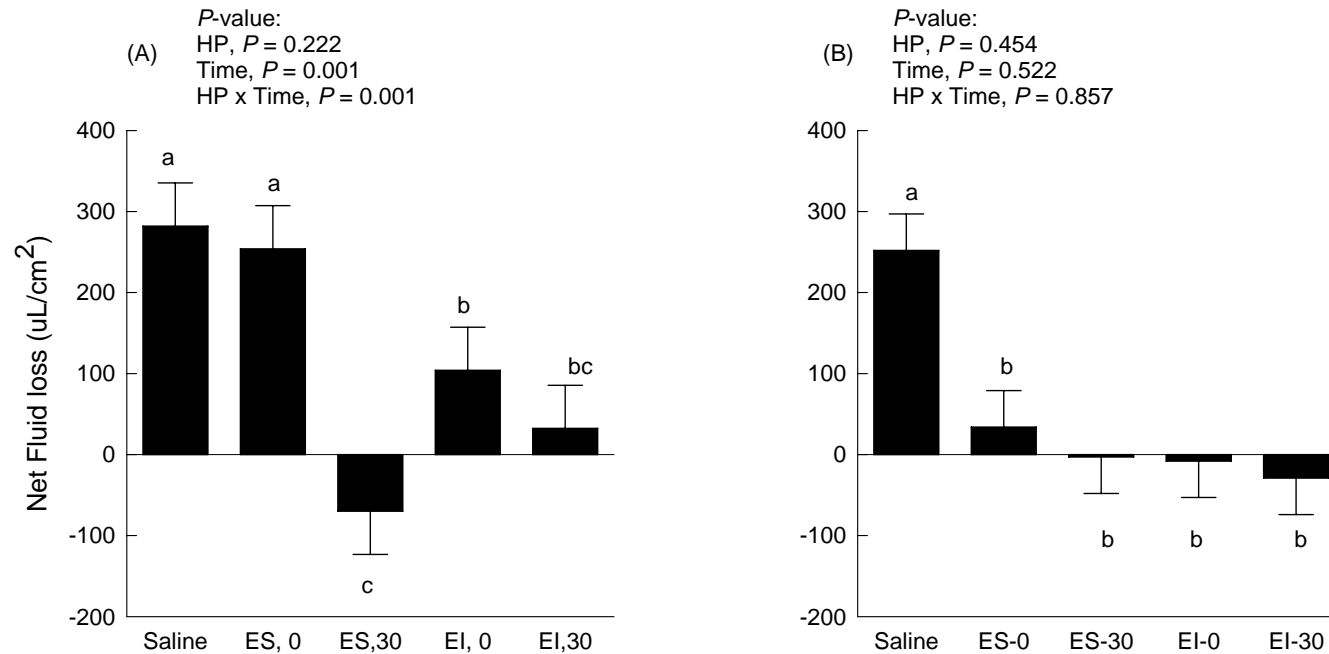 P-value:
(A)
HP, P = 0.222
Time, P = 0.001
HP x Time, P = 0.001
Net Fluid loss (uL/cm²)
400
300
200
100
0
-100
-200
a
a
c
b
bc
Saline
ES, 0
ES,30
EI, 0
EI,30
P-value:
(B)
HP, P = 0.454
Time, P = 0.522
HP x Time, P = 0.857
400
300
200
100
0
-100
-200
a
b
b
b
b
Saline
ES-0
ES-30
EI-0
EI-30